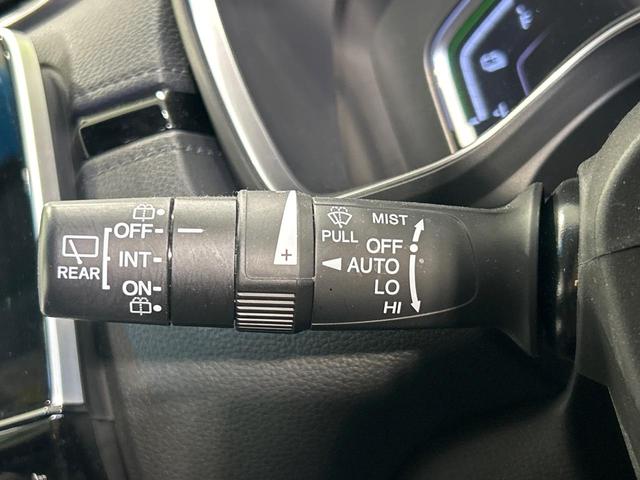 OFF
REAR
INT
ON
+
MIST
PULL
OFF
AUTO
LO
HI